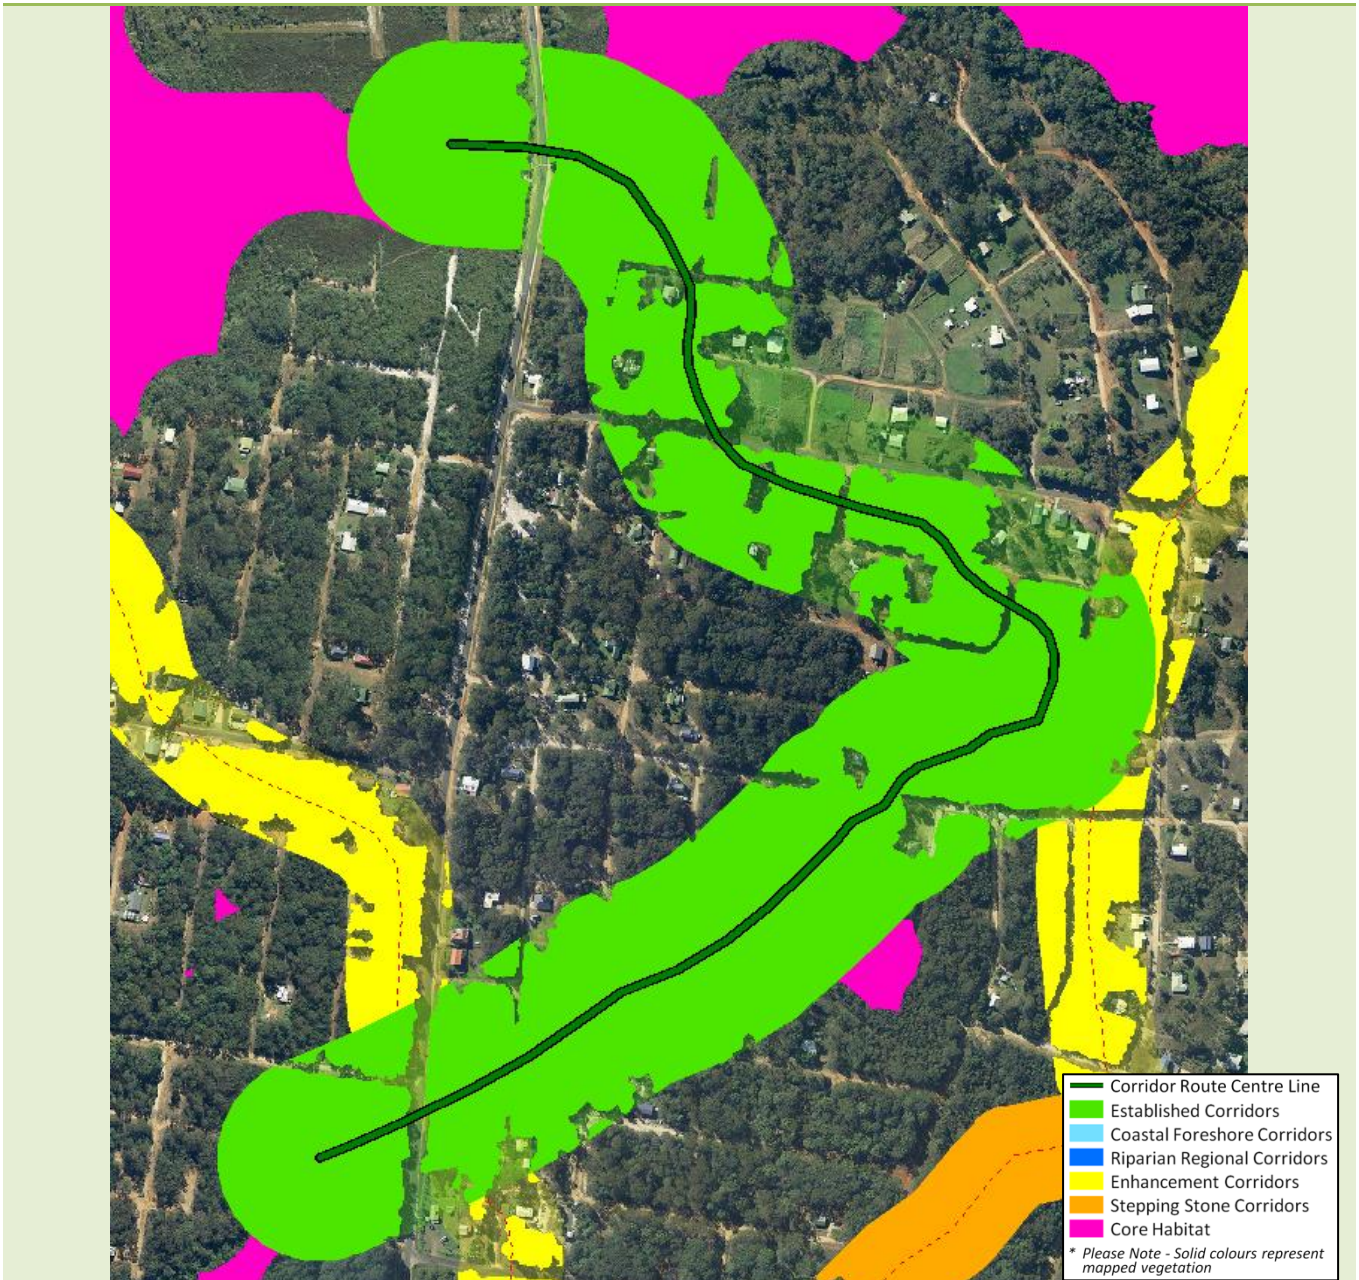 Corridor Route Centre Line
Established Corridors
Coastal Foreshore Corridors
Riparian Regional Corridors
Enhancement Corridors
Stepping Stone Corridors
Core Habitat
* Please Note - Solid colours represent
mapped vegetation